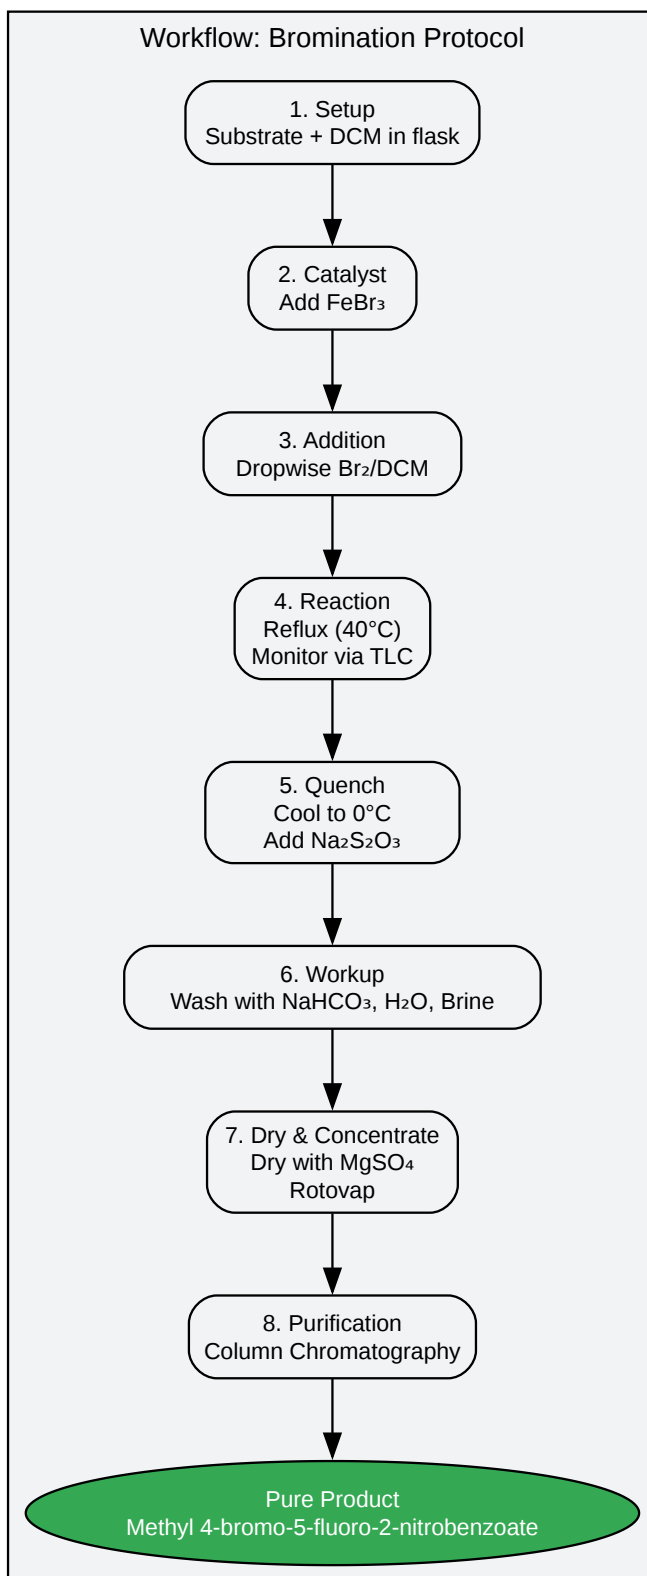 Workflow: Bromination Protocol
1. Setup
Substrate + DCM in flask
2. Catalyst
Add FeBr₃
3. Addition
Dropwise Br₂/DCM
4. Reaction
Reflux (40°C)
Monitor via TLC
5. Quench
Cool to 0°C
Add Na₂S₂O₃
6. Workup
Wash with NaHCO₃, H₂O, Brine
7. Dry & Concentrate
Dry with MgSO₄
Rotovap
8. Purification
Column Chromatography
Pure Product
Methyl 4-bromo-5-fluoro-2-nitrobenzoate